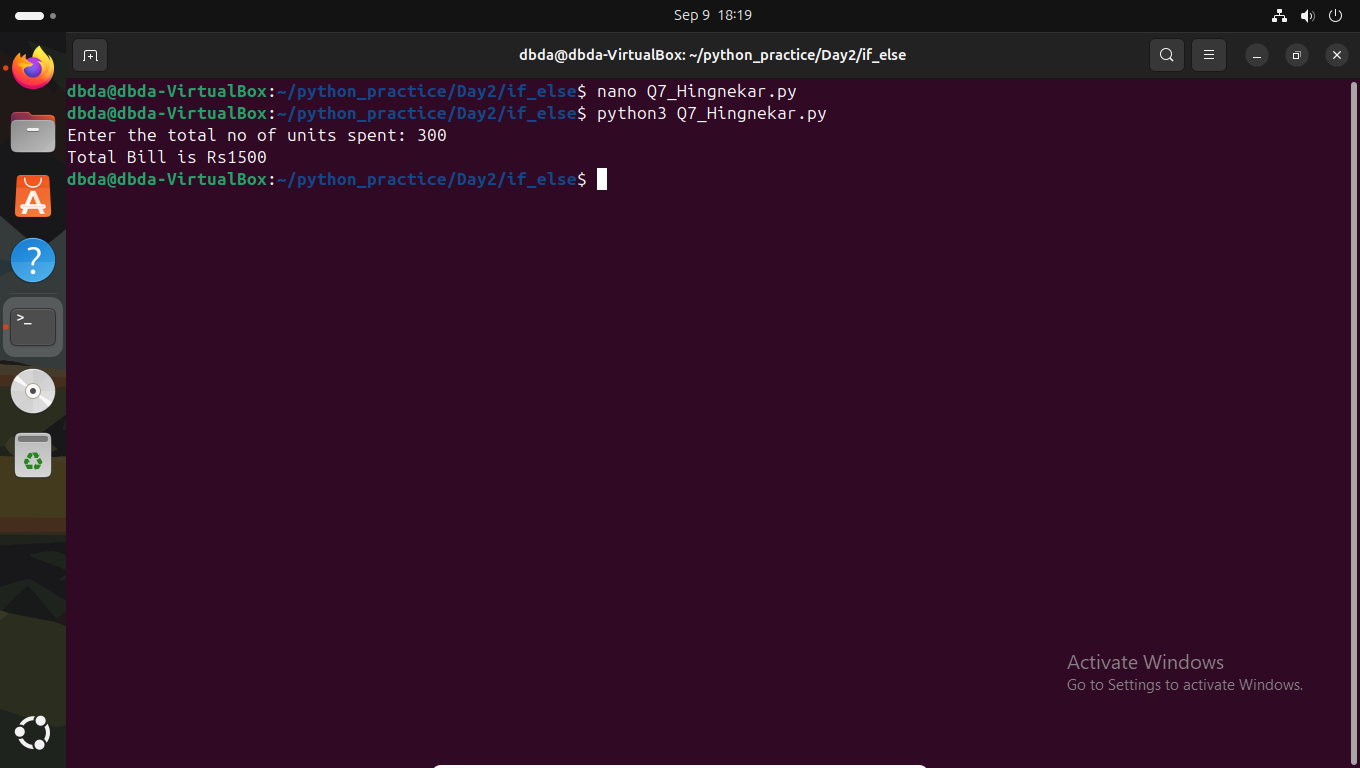 Sep 9 18:19
dbda@dbda-VirtualBox: ~/python_practice/Day2/if_else
dbda@dbda-VirtualBox:~/python_practice/Day2/if_else$ nano Q7_Hingnekar.py
dbda@dbda-VirtualBox:~/python_practice/Day2/if_else$ python3 Q7_Hingnekar.py
Enter the total no of units spent: 300
Total Bill is Rs1500
dbda@dbda-VirtualBox:~/python_practice/Day2/if_else$
Activate Windows
Go to Settings to activate Windows.